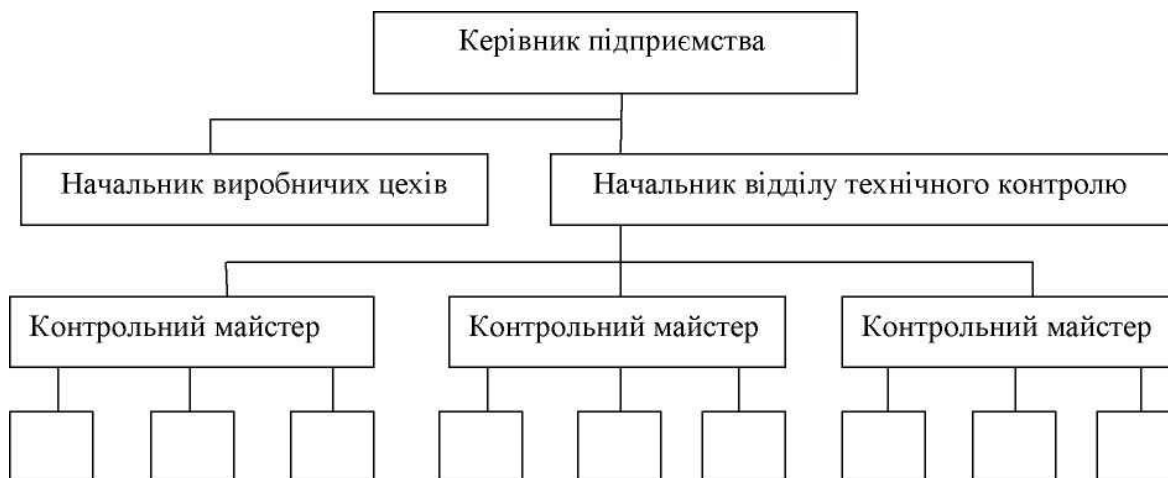 Керівник підприємства
Начальник виробничих цехів
Начальник відділу технічного контролю
Контрольний майстер
Контрольний майстер
Контрольний майстер